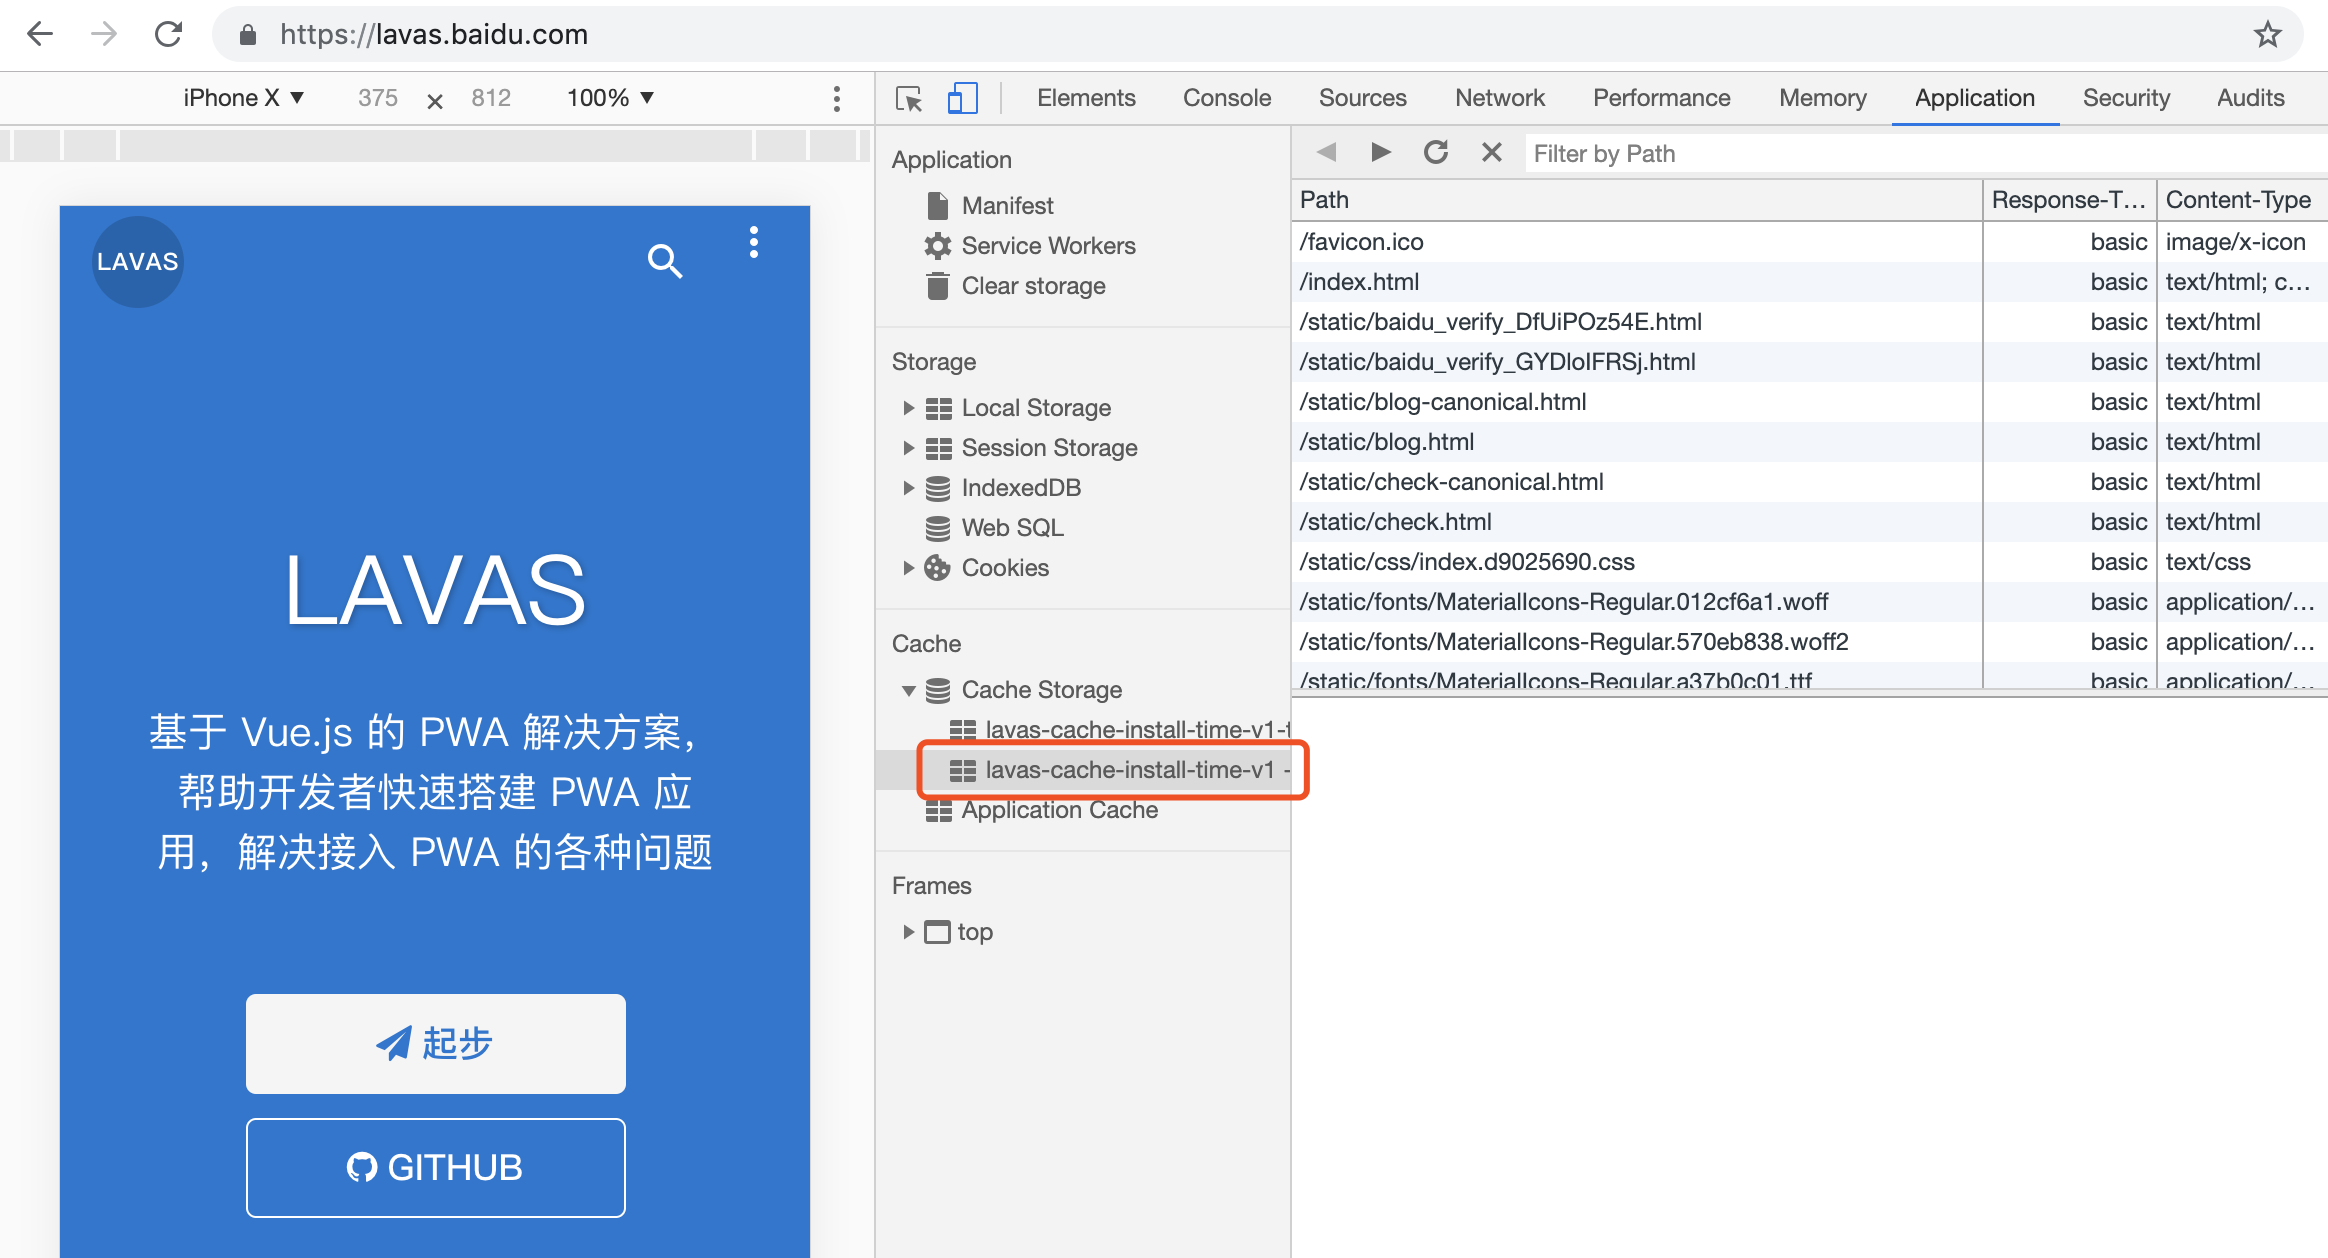 https://lavas.baidu.com
iPhone X ▼ 375 × 812 100% ▼
Elements Console Sources Network Performance Memory Application Security Audits
LAVAS
LAVAS
基于 Vue.js 的 PWA 解决方案，
帮助开发者快速搭建 PWA 应
用，解决接入 PWA 的各种问题
起步
GITHUB
Application
Manifest
Service Workers
Clear storage
Storage
Local Storage
Session Storage
IndexedDB
Web SQL
Cookies
Cache
Cache Storage
lavas-cache-install-time-v1-t
lavas-cache-install-time-v1 -
Application Cache
Frames
top
Filter by Path
Path Response-T… Content-Type
/favicon.ico basic image/x-icon
/index.html basic text/html; c…
/static/baidu_verify_DfUiPOz54E.html basic text/html
/static/baidu_verify_GYDloIFRSj.html basic text/html
/static/blog-canonical.html basic text/html
/static/blog.html basic text/html
/static/check-canonical.html basic text/html
/static/check.html basic text/html
/static/css/index.d9025690.css basic text/css
/static/fonts/MaterialIcons-Regular.012cf6a1.woff basic application/…
/static/fonts/MaterialIcons-Regular.570eb838.woff2 basic application/…
/static/fonts/MaterialIcons-Regular.a37b0c01.ttf basic application/…